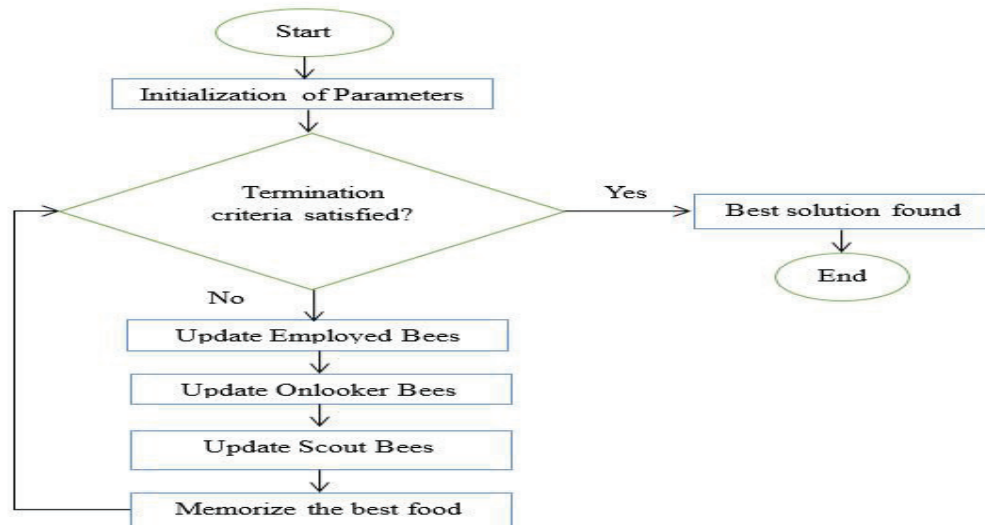 Start
Initialization of Parameters
Termination
criteria satisfied?
Yes
Best solution found
End
No
Update Employed Bees
Update Onlooker Bees
Update Scout Bees
Memorize the best food